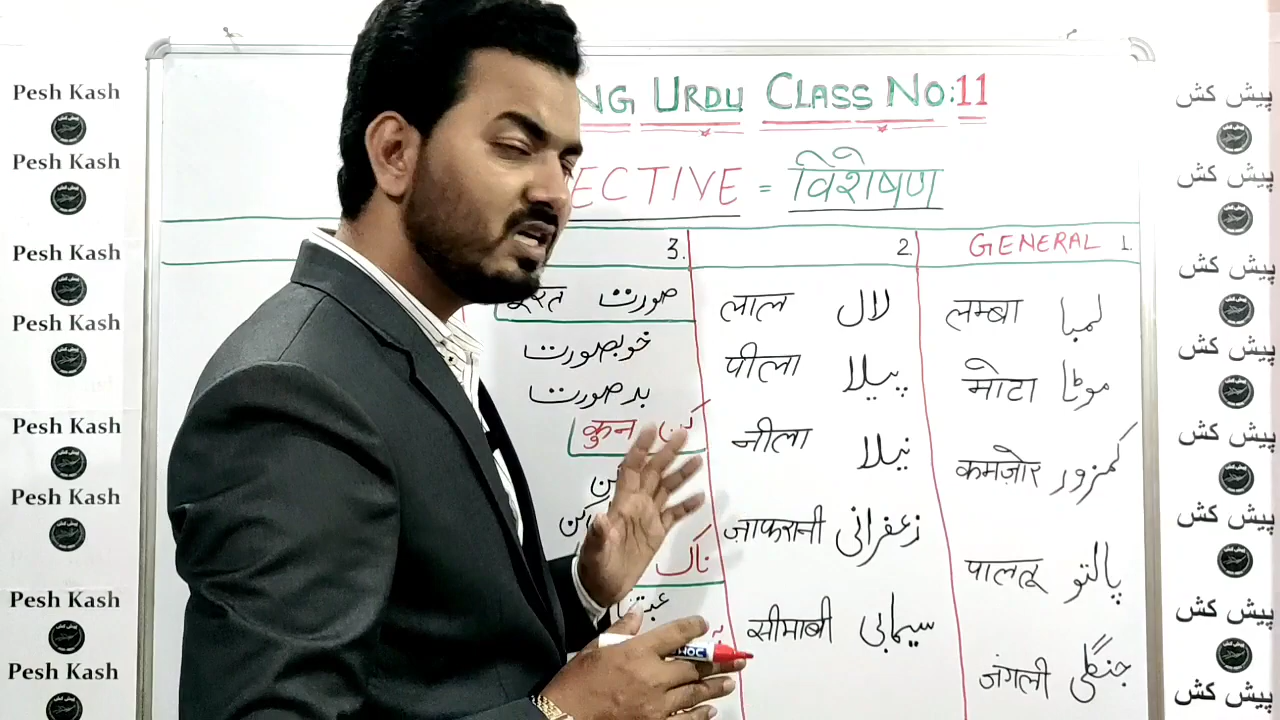 NG URDU CLASS NO:11
ECTIVE = विशेषण
GENERAL 1.
لمبا लम्बा
موٹا मोटा
کمزور कमज़ोर
پالتو पालतू
جنگلی जंगली
2.
لال लाल
پیلا पीला
نیلا नीला
زعفرانی जाफरानी
سیمابی सीमाबी
3.
صورت
خوبصورت
بدصورت
کن कुन
ناک
Pesh Kash
Pesh Kash
Pesh Kash
Pesh Kash
Pesh Kash
Pesh Kash
Pesh Kash
Pesh Kash
پیش کش
پیش کش
پیش کش
پیش کش
پیش کش
پیش کش
پیش کش
پیش کش